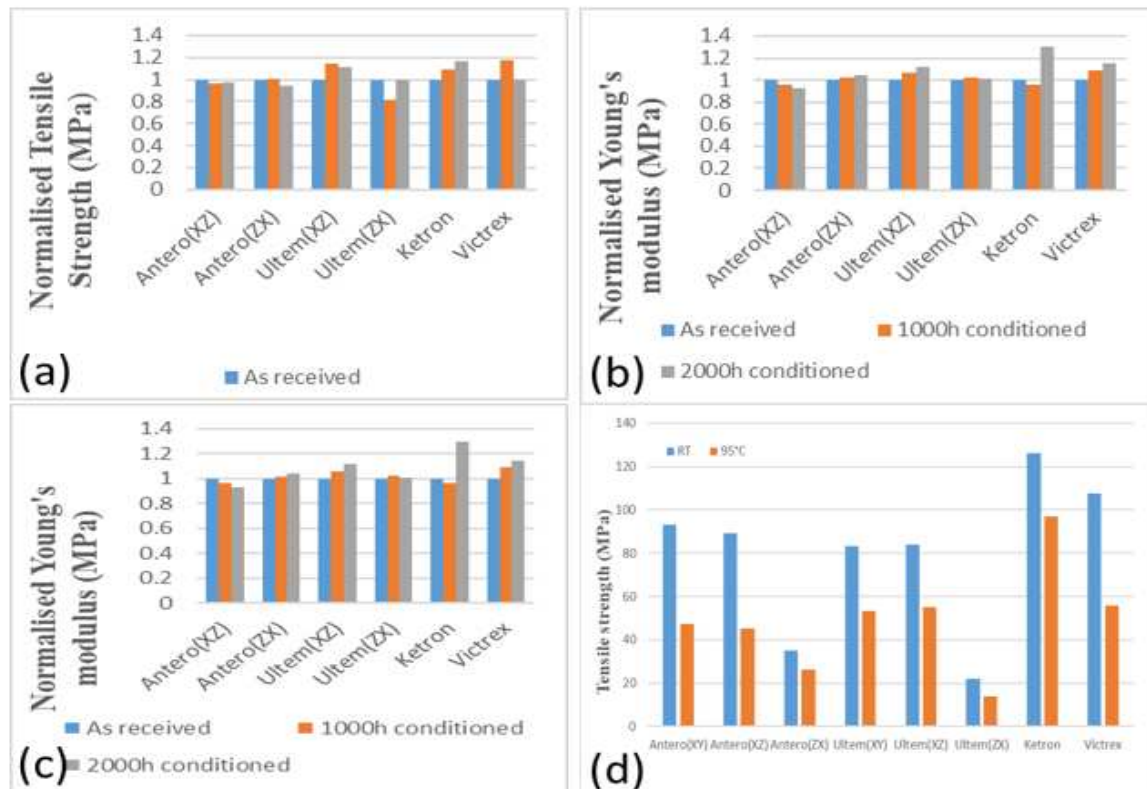 Normalised Tensile
Strength (MPa)
1.4
1.2
1
0.8
0.6
0.4
0.2
0
Antero(XZ)
Antero(ZX)
Ultem(XZ)
Ultem(ZX)
Ketron
Victrex
As received
(a)
Normalised Young's
modulus (MPa)
1.4
1.2
1
0.8
0.6
0.4
0.2
0
Antero(XZ)
Antero(ZX)
Ultem(XZ)
Ultem(ZX)
Ketron
Victrex
As received
1000h conditioned
2000h conditioned
(b)
Normalised Young's
modulus (MPa)
1.4
1.2
1
0.8
0.6
0.4
0.2
0
Antero(XZ)
Antero(ZX)
Ultem(XZ)
Ultem(ZX)
Ketron
Victrex
As received
1000h conditioned
2000h conditioned
(c)
Tensile strength (MPa)
140
120
100
80
60
40
20
0
RT
95°C
Antero(XY)
Antero(XZ)
Antero(ZX)
Ultem(XY)
Ultem(XZ)
Ultem(ZX)
Ketron
Victrex
(d)